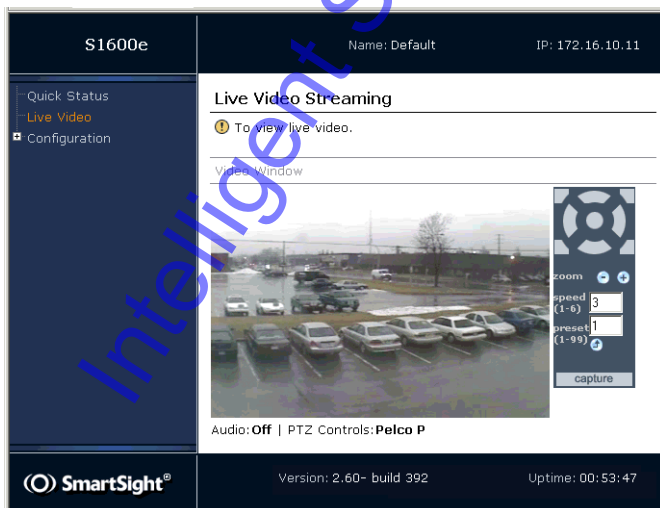 S1600e
Name: Default
IP: 172.16.10.11
Quick Status
Live Video
Configuration
Live Video Streaming
To view live video.
Video Window
zoom
speed
(1-6)
3
preset
(1-99)
1
capture
Audio: Off | PTZ Controls: Pelco P
SmartSight®
Version: 2.60- build 392
Uptime: 00:53:47
Intelligent S